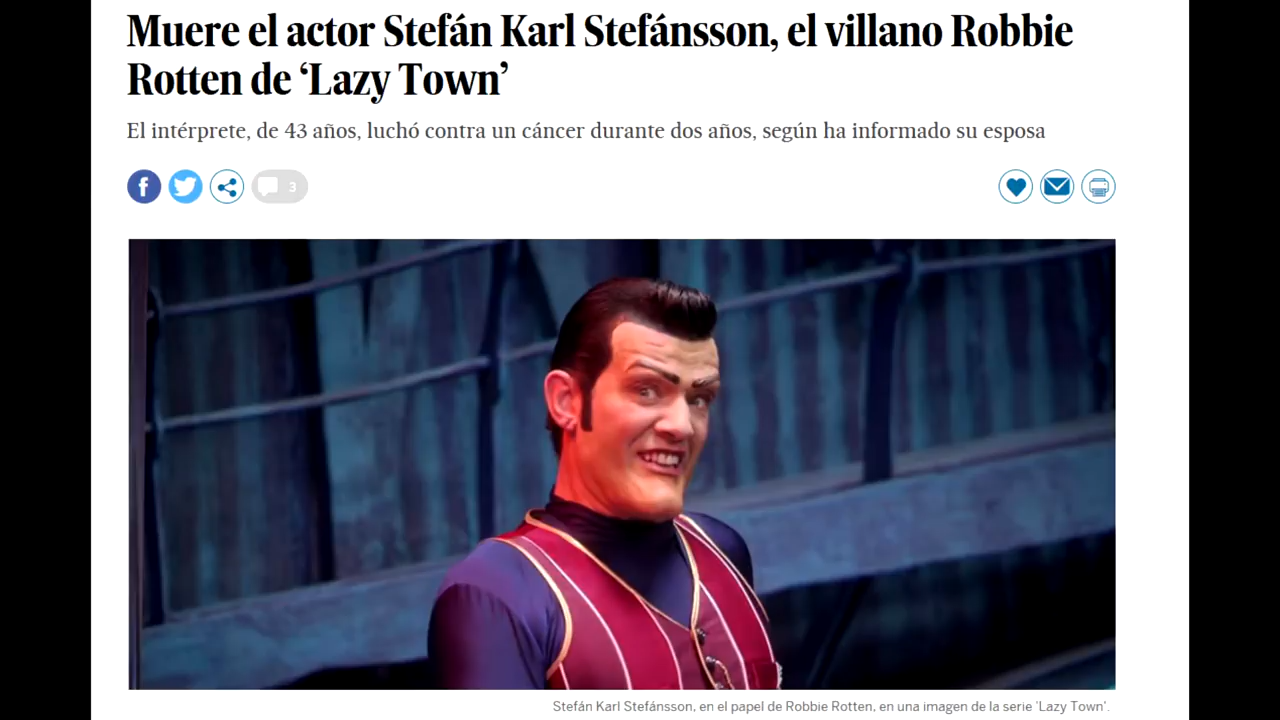 Muere el actor Stefán Karl Stefánsson, el villano Robbie
Rotten de ‘Lazy Town’
El intérprete, de 43 años, luchó contra un cáncer durante dos años, según ha informado su esposa
3
Stefán Karl Stefánsson, en el papel de Robbie Rotten, en una imagen de la serie 'Lazy Town'.